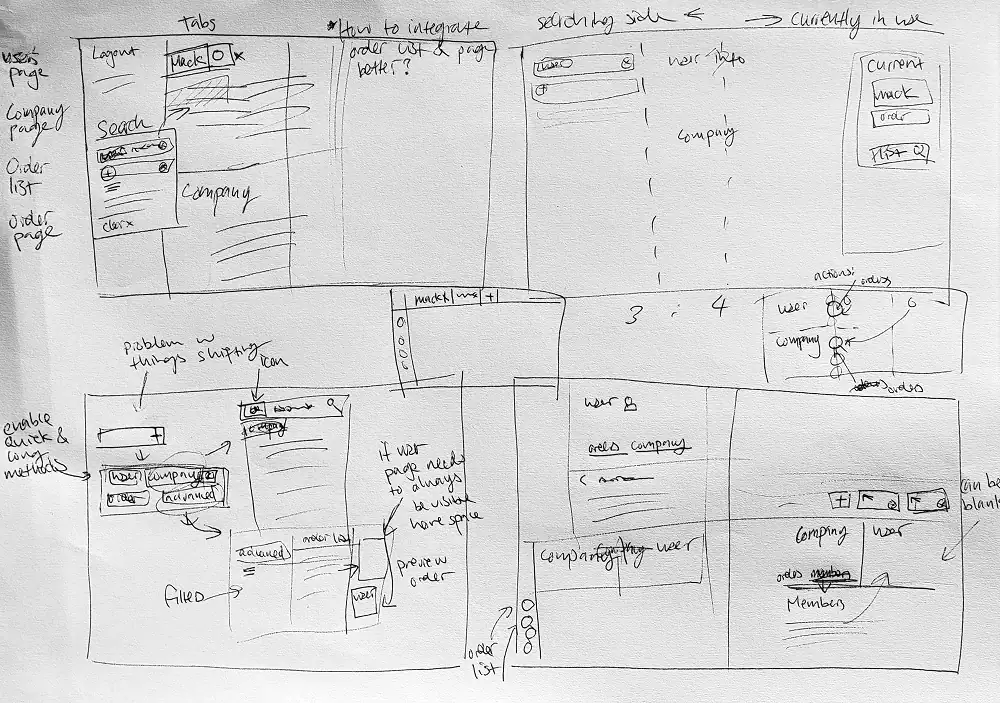 Tabs
*How to integrate
order list & page
better?
searching side ← → currently in use
users'
page
Company
page
Order
list
Order
page
Logout
Mack
x
Search
+
clear x
Company
user
+
user info
Company
Current
mack
order
+list
3 : 4
actions:
orders
user
Company
orders
mack
+
problem w
things shifting
icon
enable
quick &
long
methods
+
user
company
order
advanced
company
if user
page needs
to always
be visible
have space
advanced
order list
preview
order
user
filter
user
orders company
Company
user
order
list
+
can be
blank
Company
user
orders
Members